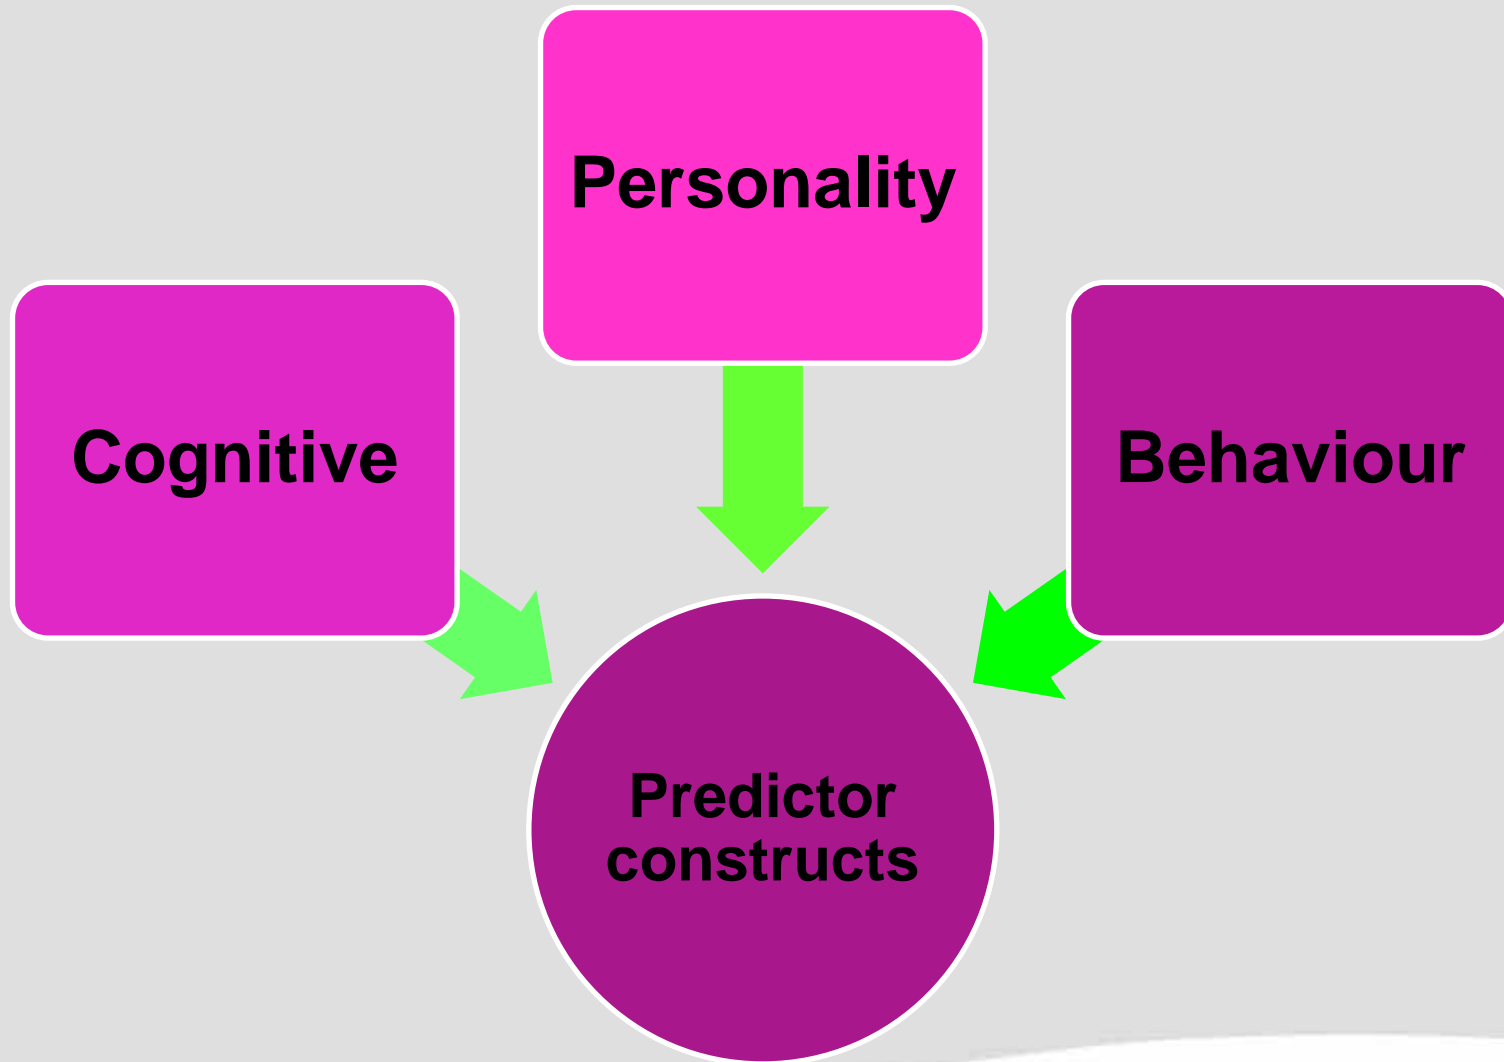 Personality
Cognitive
Behaviour
Predictor
constructs